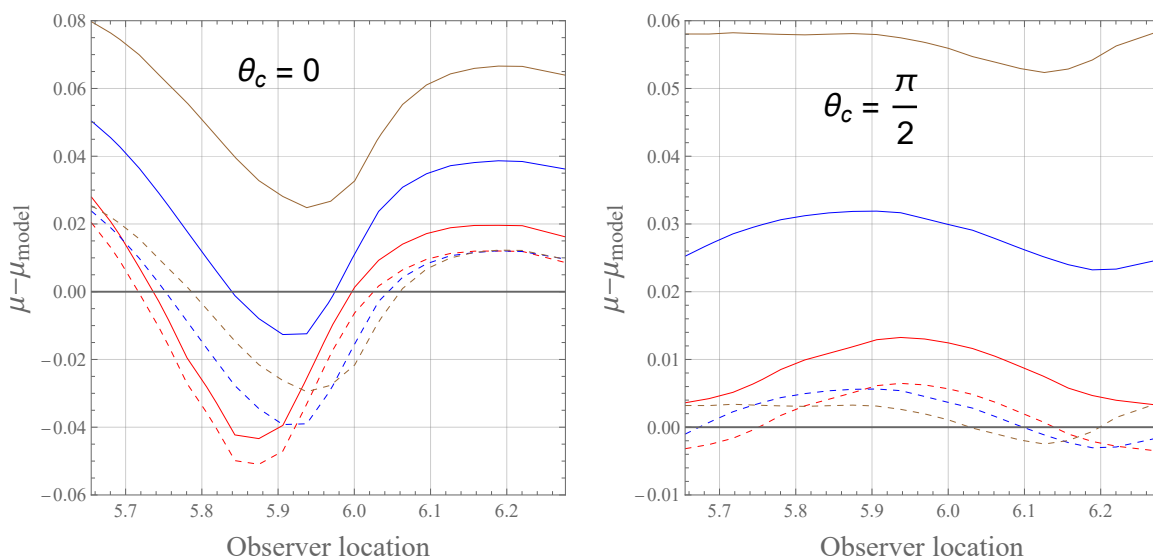 0.08
0.06
0.04
0.02
0.00
−0.02
−0.04
−0.06
μ−μmodel
θc = 0
5.7 5.8 5.9 6.0 6.1 6.2
Observer location
0.06
0.05
0.04
0.03
0.02
0.01
0.00
−0.01
μ−μmodel
θc = π/2
5.7 5.8 5.9 6.0 6.1 6.2
Observer location